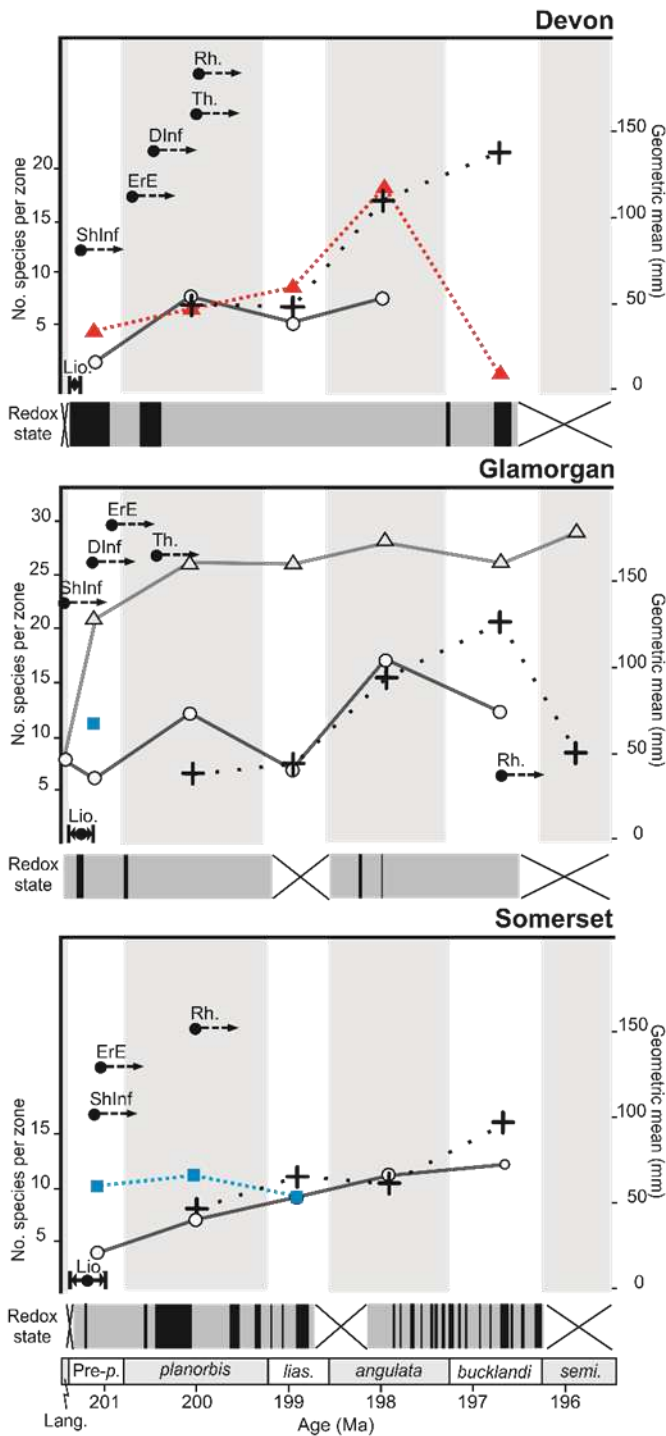 Devon
Rh.
Th.
DInf
ErE
ShInf
Lio.
No. species per zone
20
15
10
5
Geometric mean (mm)
150
100
50
0
Redox
state
Glamorgan
ErE
DInf
Th.
ShInf
Rh.
Lio.
No. species per zone
30
25
20
15
10
5
Geometric mean (mm)
150
100
50
0
Redox
state
Somerset
Rh.
ErE
ShInf
Lio.
No. species per zone
15
10
5
Geometric mean (mm)
150
100
50
0
Redox
state
Pre-p. planorbis lias. angulata bucklandi semi.
Lang. 201 200 199 198 197 196
Age (Ma)